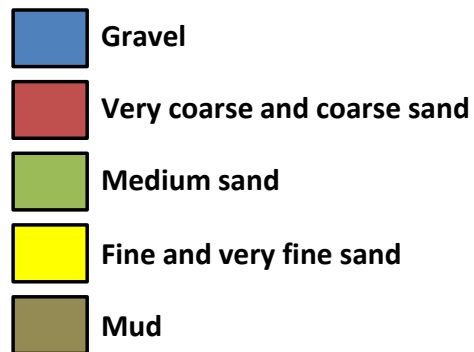 Gravel
Very coarse and coarse sand
Medium sand
Fine and very fine sand
Mud